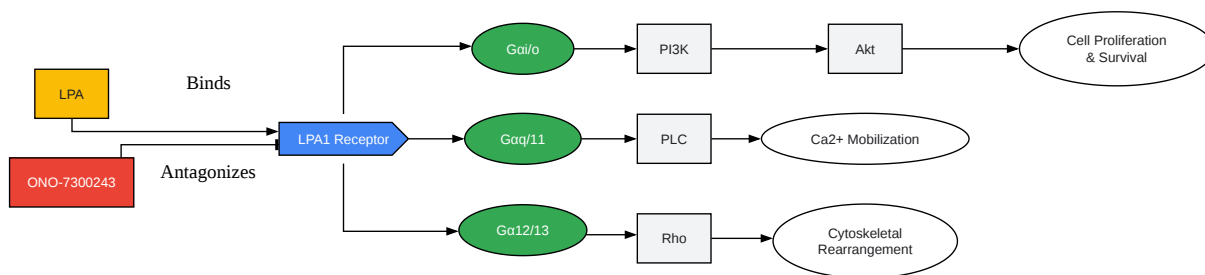 Gαi/o
PI3K
Akt
Cell Proliferation
& Survival
LPA
Binds
LPA1 Receptor
Gαq/11
PLC
Ca2+ Mobilization
ONO-7300243
Antagonizes
Gα12/13
Rho
Cytoskeletal
Rearrangement